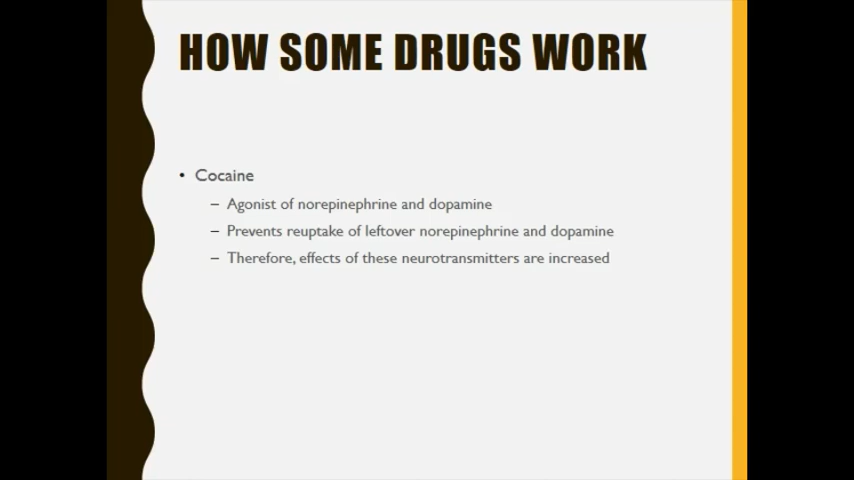 HOW SOME DRUGS WORK
• Cocaine
– Agonist of norepinephrine and dopamine
– Prevents reuptake of leftover norepinephrine and dopamine
– Therefore, effects of these neurotransmitters are increased